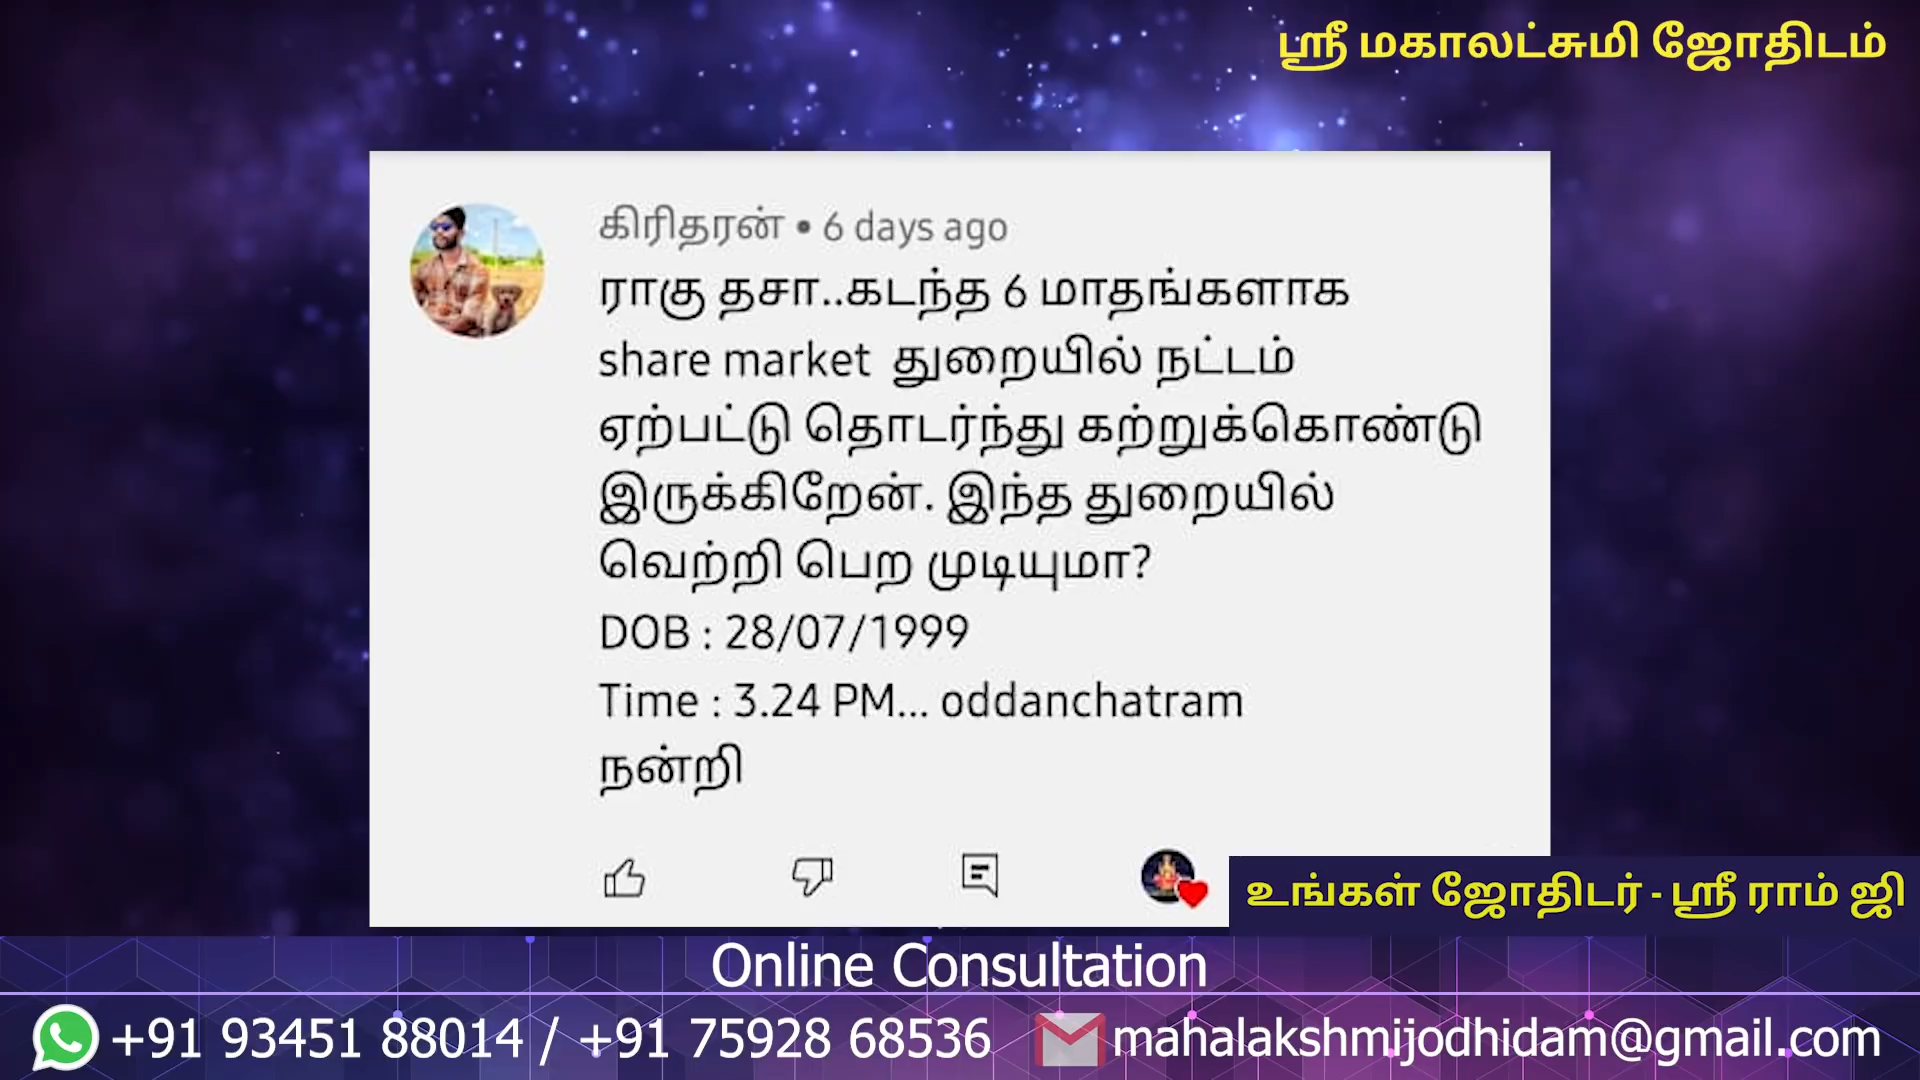 ஸ்ரீ மகாலட்சுமி ஜோதிடம்
கிரிதரன் • 6 days ago
ராகு தசா..கடந்த 6 மாதங்களாக
share market துறையில் நட்டம்
ஏற்பட்டு தொடர்ந்து கற்றுக்கொண்டு
இருக்கிறேன். இந்த துறையில்
வெற்றி பெற முடியுமா?
DOB : 28/07/1999
Time : 3.24 PM... oddanchatram
நன்றி
உங்கள் ஜோதிடர் - ஸ்ரீ ராம் ஜி
Online Consultation
+91 93451 88014 / +91 75928 68536 mahalakshmijodhidam@gmail.com